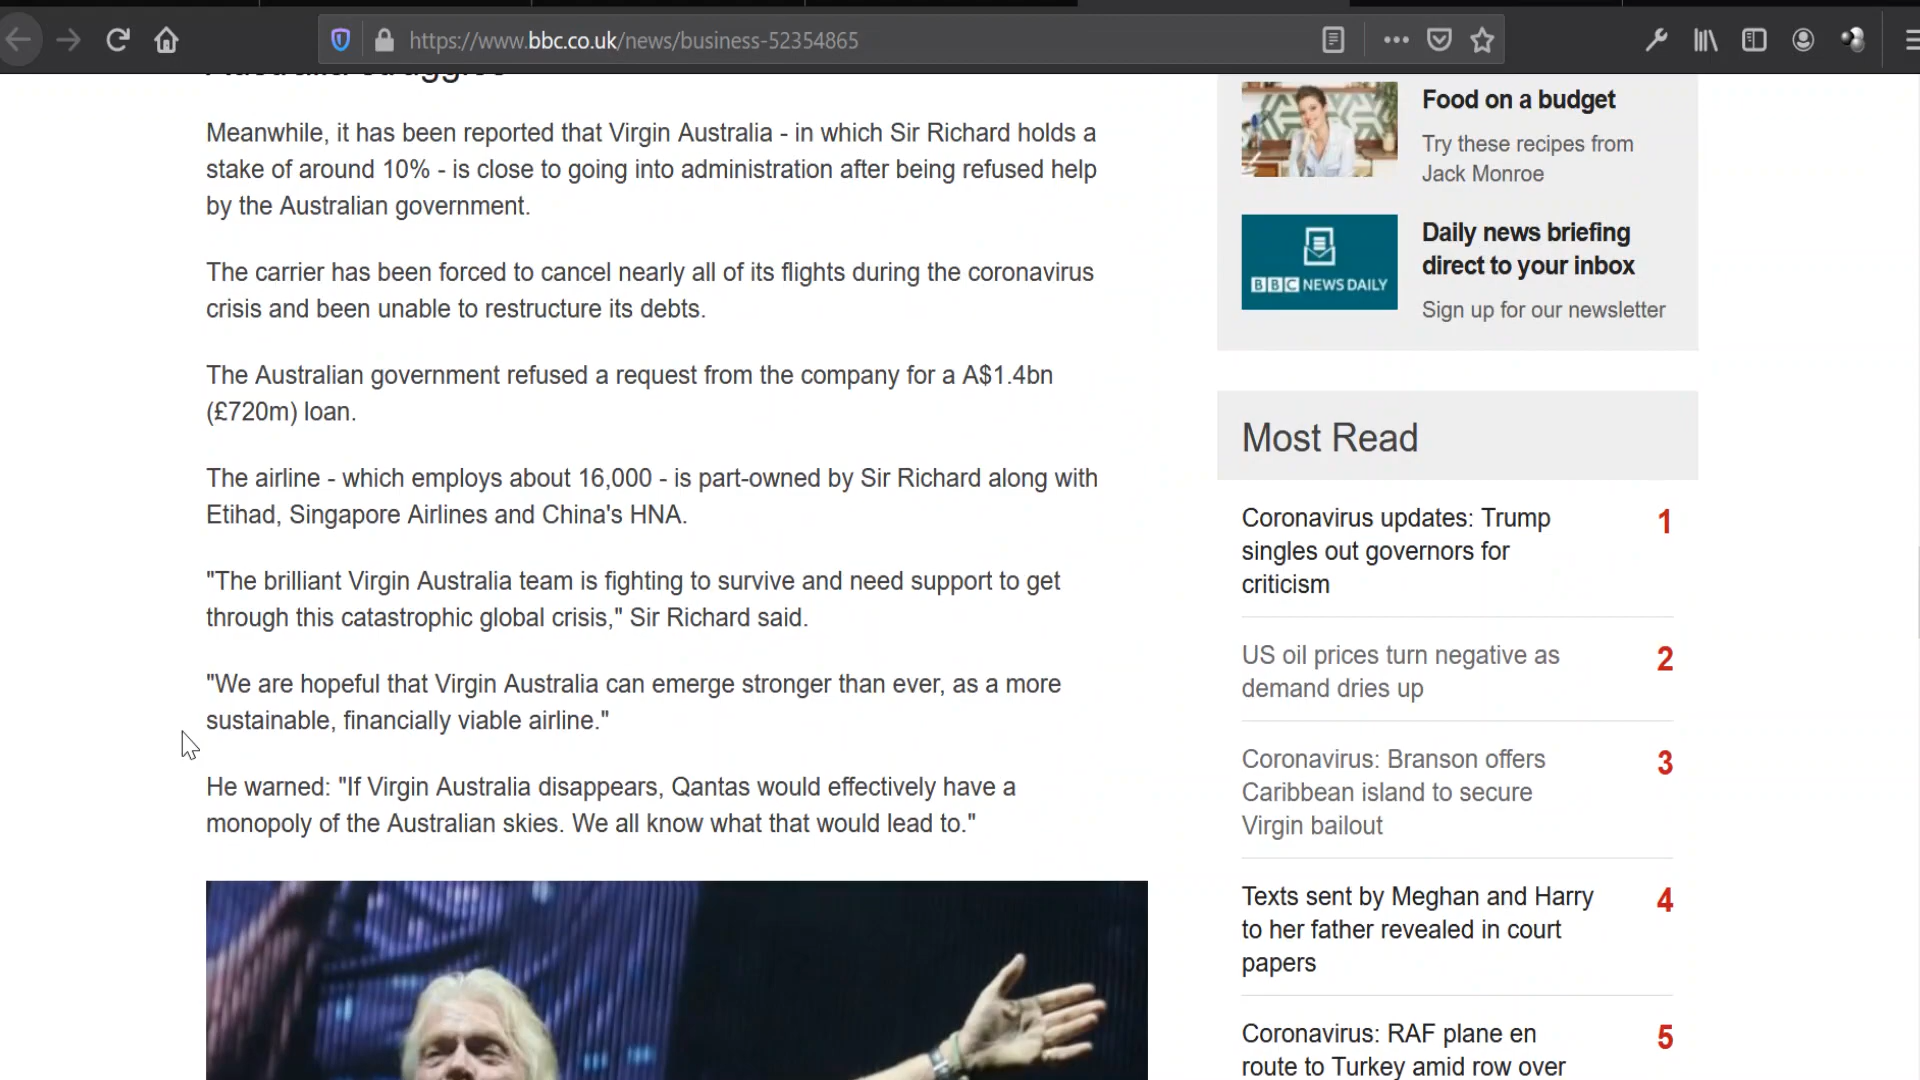 https://www.bbc.co.uk/news/business-52354865
Australia struggles
Meanwhile, it has been reported that Virgin Australia - in which Sir Richard holds a
stake of around 10% - is close to going into administration after being refused help
by the Australian government.
The carrier has been forced to cancel nearly all of its flights during the coronavirus
crisis and been unable to restructure its debts.
The Australian government refused a request from the company for a A$1.4bn
(£720m) loan.
The airline - which employs about 16,000 - is part-owned by Sir Richard along with
Etihad, Singapore Airlines and China's HNA.
"The brilliant Virgin Australia team is fighting to survive and need support to get
through this catastrophic global crisis," Sir Richard said.
"We are hopeful that Virgin Australia can emerge stronger than ever, as a more
sustainable, financially viable airline."
He warned: "If Virgin Australia disappears, Qantas would effectively have a
monopoly of the Australian skies. We all know what that would lead to."
Food on a budget
Try these recipes from
Jack Monroe
BBC NEWS DAILY
Daily news briefing
direct to your inbox
Sign up for our newsletter
Most Read
Coronavirus updates: Trump
singles out governors for
criticism
1
US oil prices turn negative as
demand dries up
2
Coronavirus: Branson offers
Caribbean island to secure
Virgin bailout
3
Texts sent by Meghan and Harry
to her father revealed in court
papers
4
Coronavirus: RAF plane en
route to Turkey amid row over
5